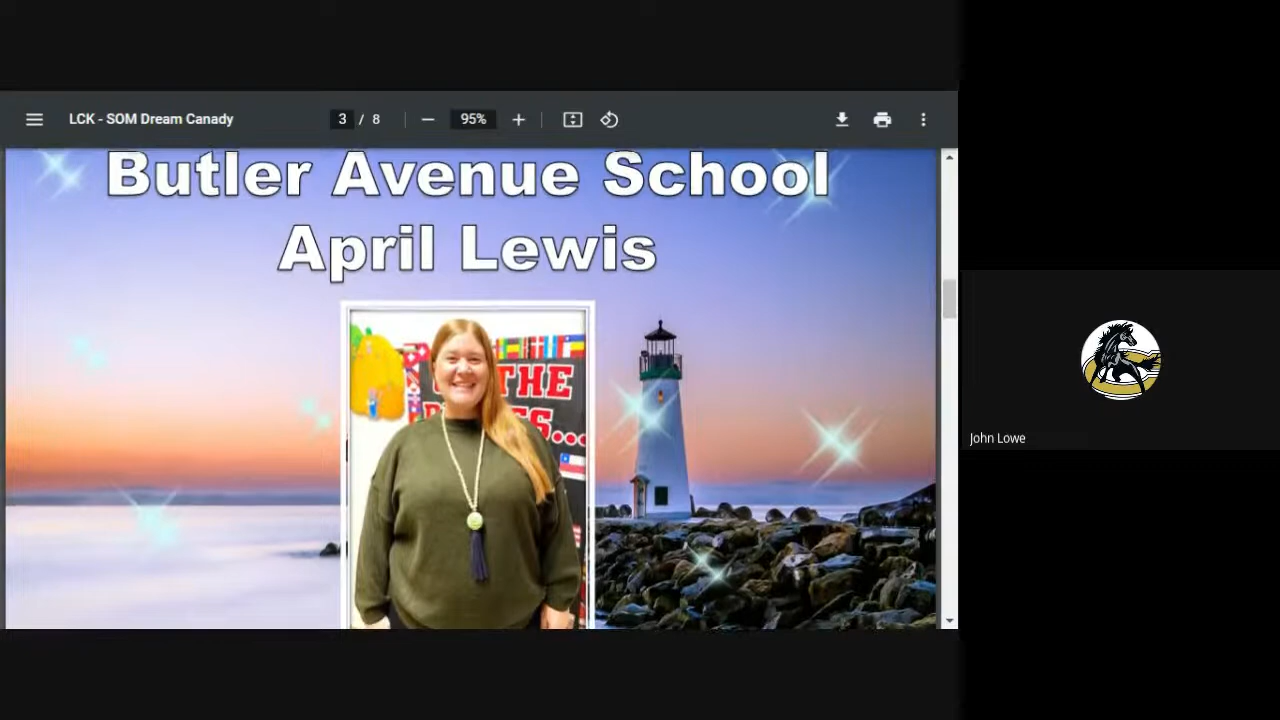 LCK - SOM Dream Canady
3 / 8
95%
Butler Avenue School
April Lewis
THE
John Lowe